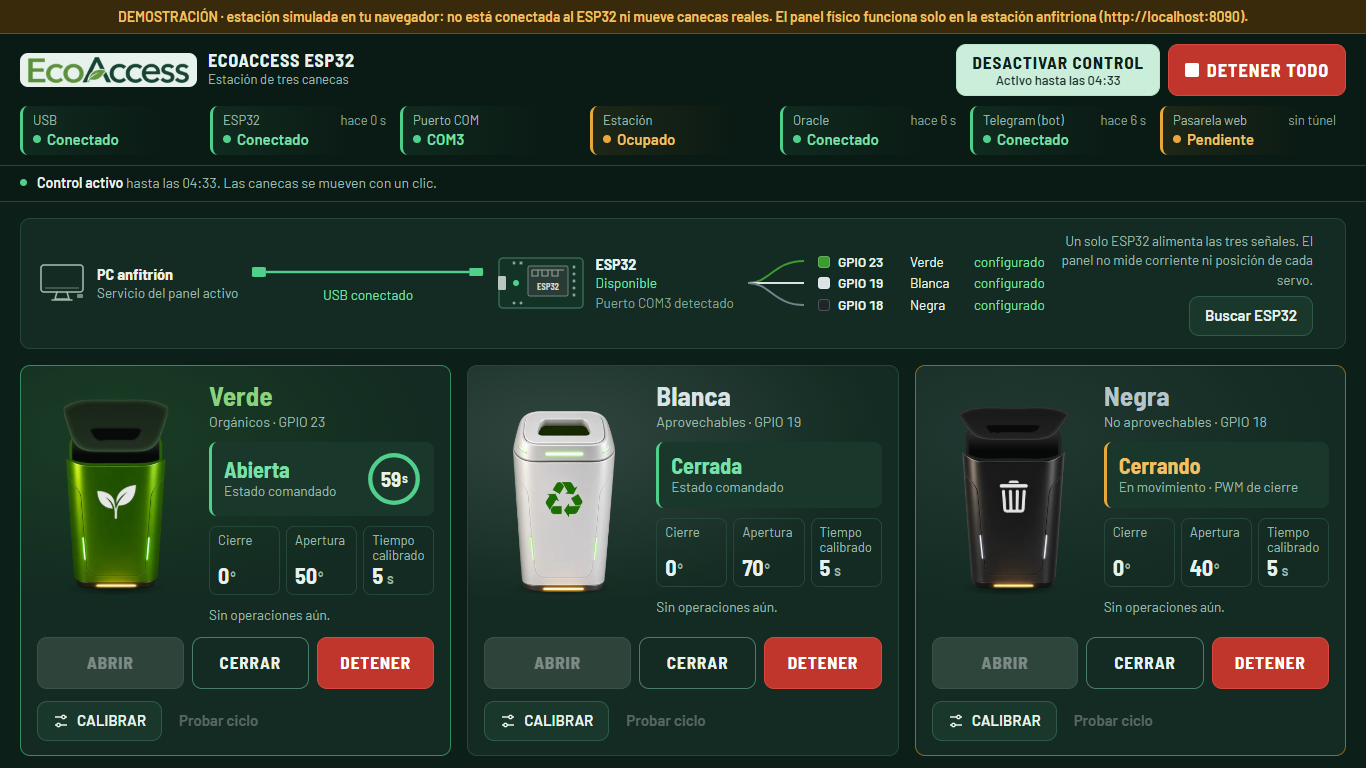 DEMOSTRACIÓN · estación simulada en tu navegador: no está conectada al ESP32 ni mueve canecas reales. El panel físico funciona solo en la estación anfitriona (http://localhost:8090).
EcoAccess
ECOACCESS ESP32
Estación de tres canecas
DESACTIVAR CONTROL
Activo hasta las 04:33
DETENER TODO
USB
Conectado
ESP32 hace 0 s
Conectado
Puerto COM
COM3
Estación
Ocupado
Oracle hace 6 s
Conectado
Telegram (bot) hace 6 s
Conectado
Pasarela web sin túnel
Pendiente
Control activo hasta las 04:33. Las canecas se mueven con un clic.
PC anfitrión
Servicio del panel activo
USB conectado
ESP32
ESP32
Disponible
Puerto COM3 detectado
GPIO 23 Verde configurado
GPIO 19 Blanca configurado
GPIO 18 Negra configurado
Un solo ESP32 alimenta las tres señales. El
panel no mide corriente ni posición de cada
servo.
Buscar ESP32
Verde
Orgánicos · GPIO 23
Abierta
Estado comandado
59s
Cierre
0°
Apertura
50°
Tiempo
calibrado
5 s
Sin operaciones aún.
ABRIR
CERRAR
DETENER
CALIBRAR
Probar ciclo
Blanca
Aprovechables · GPIO 19
Cerrada
Estado comandado
Cierre
0°
Apertura
70°
Tiempo
calibrado
5 s
Sin operaciones aún.
ABRIR
CERRAR
DETENER
CALIBRAR
Probar ciclo
Negra
No aprovechables · GPIO 18
Cerrando
En movimiento · PWM de cierre
Cierre
0°
Apertura
40°
Tiempo
calibrado
5 s
Sin operaciones aún.
ABRIR
CERRAR
DETENER
CALIBRAR
Probar ciclo